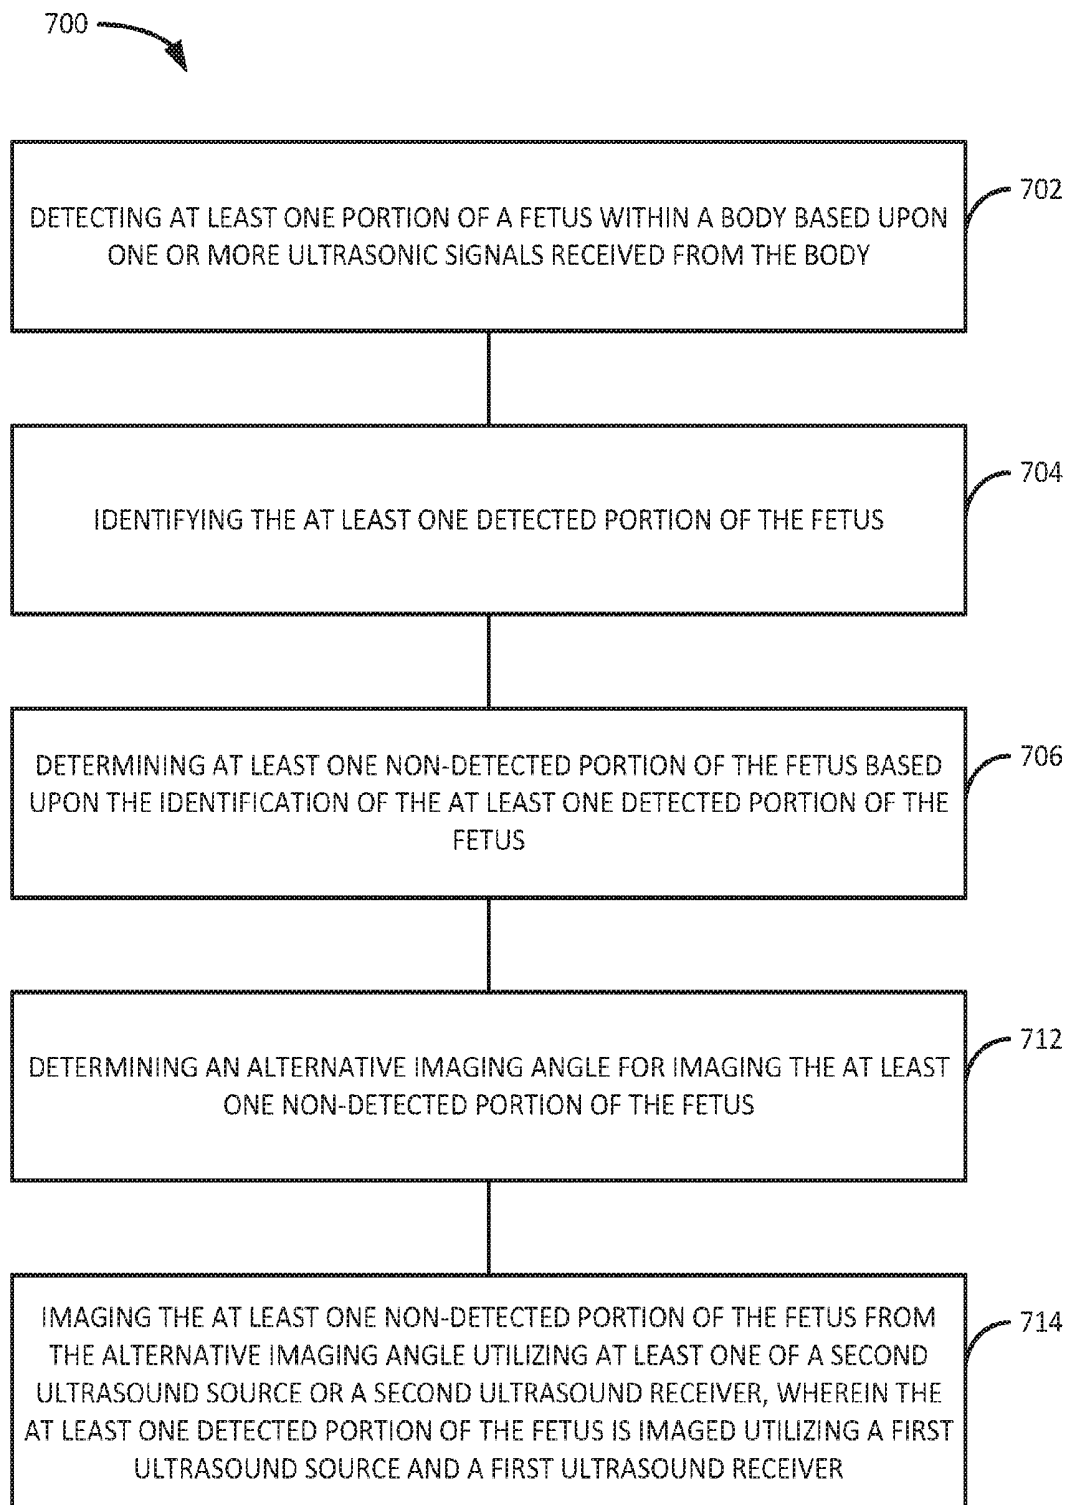 700
DETECTING AT LEAST ONE PORTION OF A FETUS WITHIN A BODY BASED UPON
ONE OR MORE ULTRASONIC SIGNALS RECEIVED FROM THE BODY
702
IDENTIFYING THE AT LEAST ONE DETECTED PORTION OF THE FETUS
704
DETERMINING AT LEAST ONE NON-DETECTED PORTION OF THE FETUS BASED
UPON THE IDENTIFICATION OF THE AT LEAST ONE DETECTED PORTION OF THE
FETUS
706
DETERMINING AN ALTERNATIVE IMAGING ANGLE FOR IMAGING THE AT LEAST
ONE NON-DETECTED PORTION OF THE FETUS
712
IMAGING THE AT LEAST ONE NON-DETECTED PORTION OF THE FETUS FROM
THE ALTERNATIVE IMAGING ANGLE UTILIZING AT LEAST ONE OF A SECOND
ULTRASOUND SOURCE OR A SECOND ULTRASOUND RECEIVER, WHEREIN THE
AT LEAST ONE DETECTED PORTION OF THE FETUS IS IMAGED UTILIZING A FIRST
ULTRASOUND SOURCE AND A FIRST ULTRASOUND RECEIVER
714